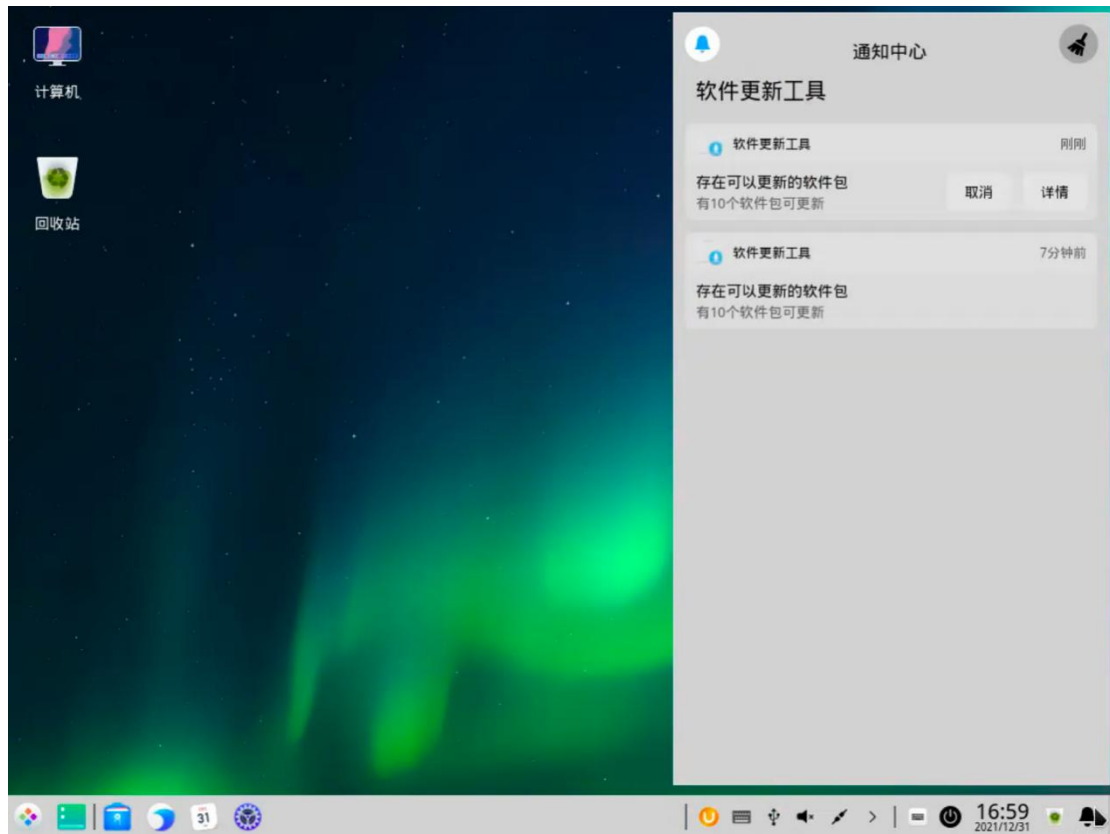 计算机
回收站
通知中心
软件更新工具
软件更新工具
刚刚
存在可以更新的软件包
有10个软件包可更新
取消
详情
软件更新工具
7分钟前
存在可以更新的软件包
有10个软件包可更新
31
16:59
2021/12/31